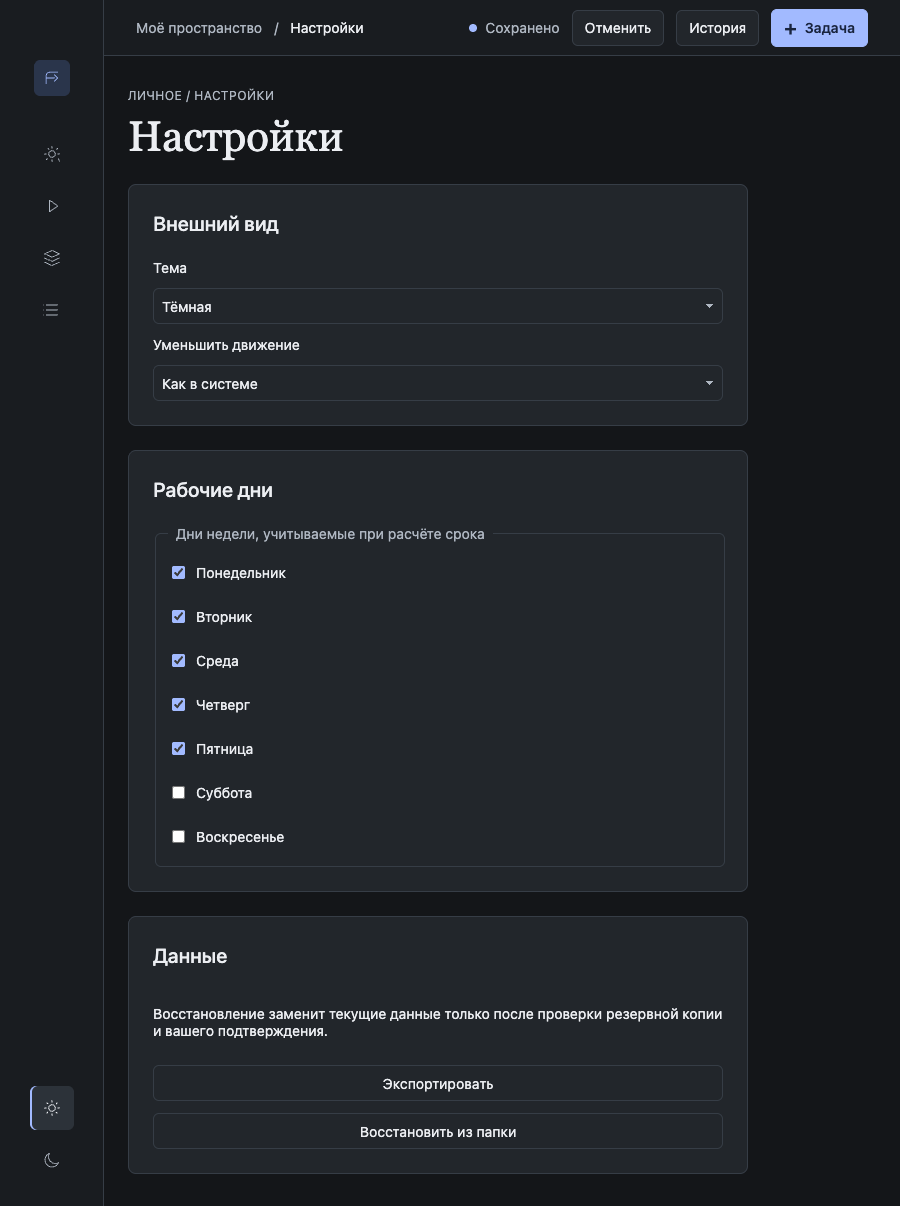 Моё пространство / Настройки
Сохранено
Отменить
История
+ Задача
ЛИЧНОЕ / НАСТРОЙКИ
Настройки
Внешний вид
Тема
Тёмная
Уменьшить движение
Как в системе
Рабочие дни
Дни недели, учитываемые при расчёте срока
Понедельник
Вторник
Среда
Четверг
Пятница
Суббота
Воскресенье
Данные
Восстановление заменит текущие данные только после проверки резервной копии
и вашего подтверждения.
Экспортировать
Восстановить из папки